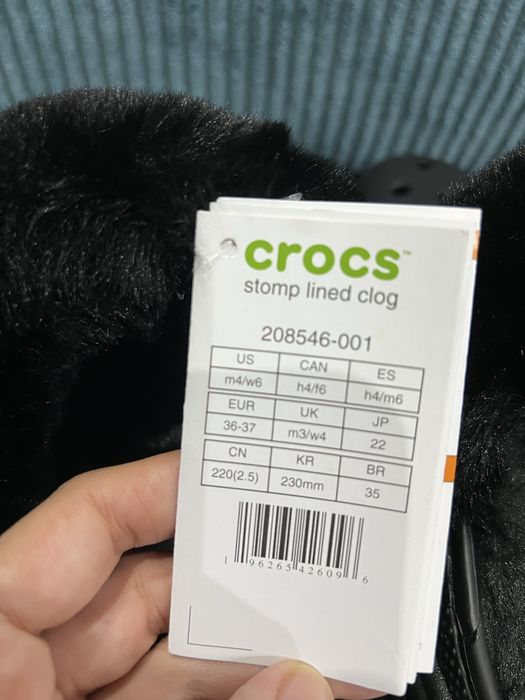 crocs™
stomp lined clog
208546-001
US CAN ES
m4/w6 h4/f6 h4/m6
EUR UK JP
36-37 m3/w4 22
CN KR BR
220(2.5) 230mm 35
1 96265 42609 6